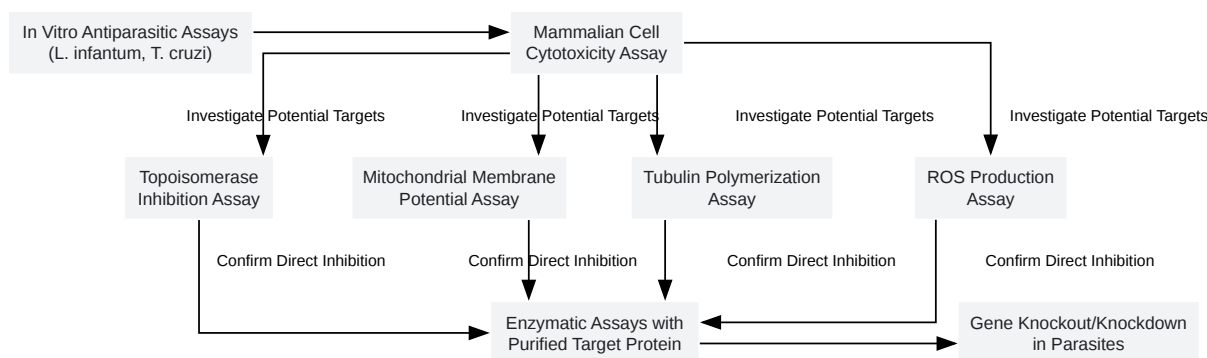 In Vitro Antiparasitic Assays
(L. infantum, T. cruzi)
Mammalian Cell
Cytotoxicity Assay
Investigate Potential Targets
Investigate Potential Targets
Investigate Potential Targets
Investigate Potential Targets
Topoisomerase
Inhibition Assay
Mitochondrial Membrane
Potential Assay
Tubulin Polymerization
Assay
ROS Production
Assay
Confirm Direct Inhibition
Confirm Direct Inhibition
Confirm Direct Inhibition
Confirm Direct Inhibition
Enzymatic Assays with
Purified Target Protein
Gene Knockout/Knockdown
in Parasites